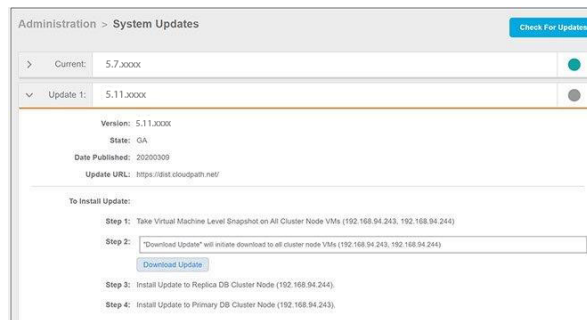 Administration > System Updates
Check For Updates
Current: 5.7.xxxx
Update 1: 5.11.xxxx
Version: 5.11.xxxx
State: GA
Date Published: 20200309
Update URL: https://dist.cloudpath.net/
To Install Update:
Step 1: Take Virtual Machine Level Snapshot on All Cluster Node VMs (192.168.94.243, 192.168.94.244)
Step 2: "Download Update" will initiate download to all cluster node VMs (192.168.94.243, 192.168.94.244)
Download Update
Step 3: Install Update to Replica DB Cluster Node (192.168.94.244).
Step 4: Install Update to Primary DB Cluster Node (192.168.94.243).